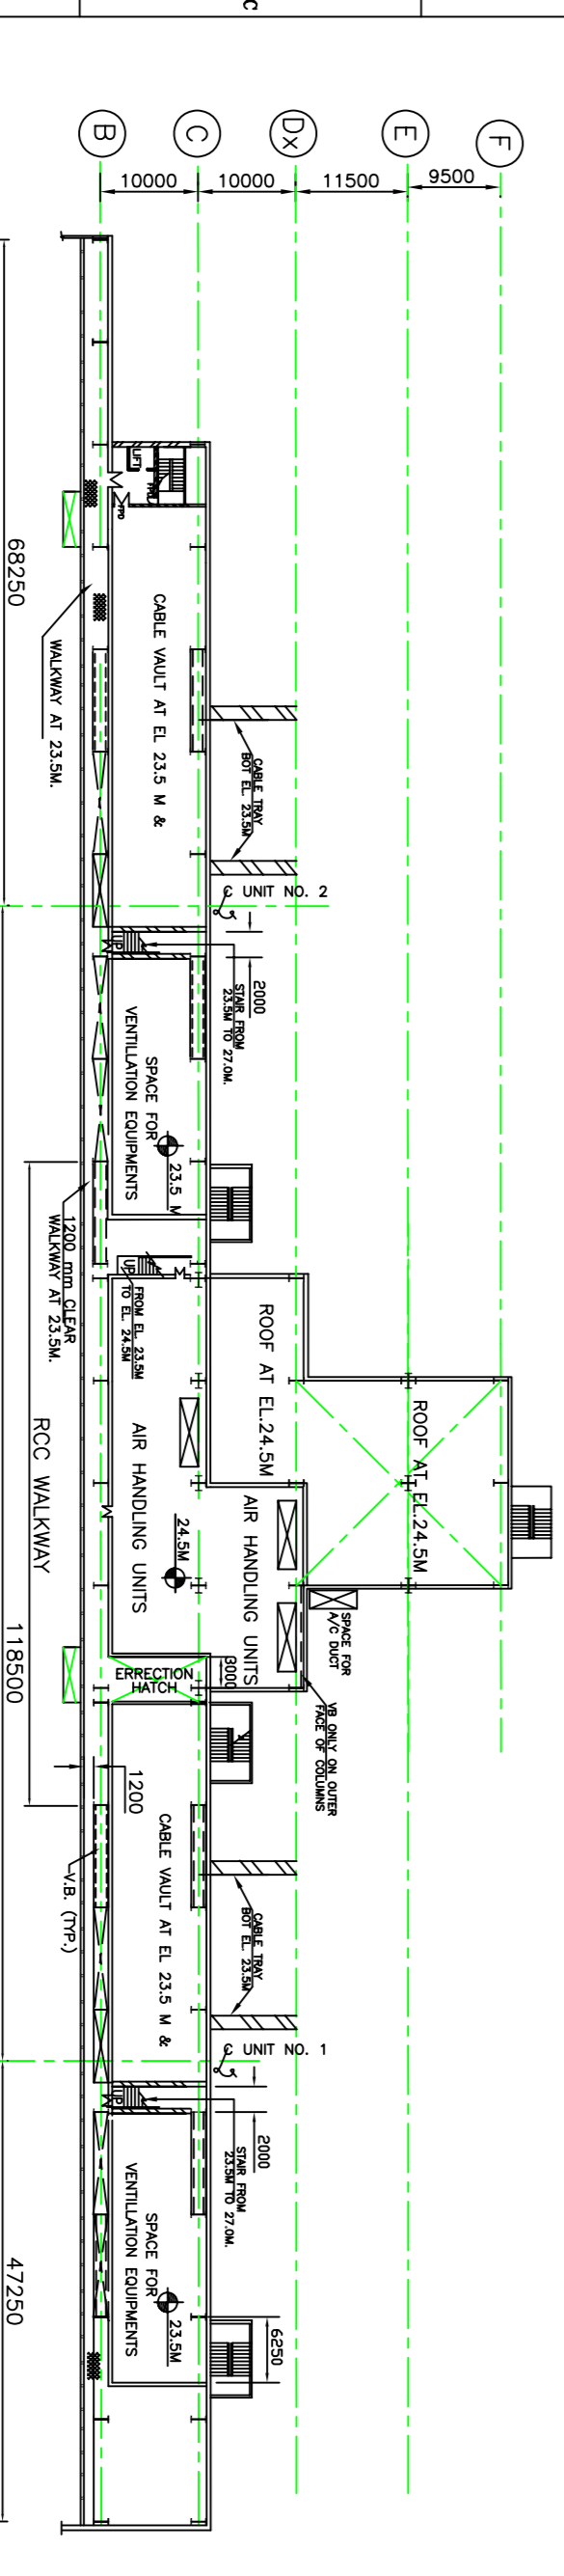 C
B
C
Dx
E
F
10000
10000
11500
9500
LIFT
FPD
FPD
68250
WALKWAY AT 23.5M.
CABLE VAULT AT EL 23.5 M &
CABLE TRAY
BOT EL. 23.5M
C UNIT NO. 2
UP
2000
STAIR FROM
23.5M TO 27.0M.
SPACE FOR
VENTILLATION EQUIPMENTS
23.5 M
1200 mm CLEAR
WALKWAY AT 23.5M.
UP
FROM EL. 23.5M
TO EL. 24.5M
ROOF AT EL.24.5M
ROOF AT EL.24.5M
RCC WALKWAY
AIR HANDLING UNITS
AIR HANDLING UNITS
24.5M
SPACE FOR
A/C DUCT
118500
ERRECTION
HATCH
3000
VB ONLY ON OUTER
FACE OF COLUMNS
1200
V.B. (TYP.)
CABLE VAULT AT EL 23.5 M &
CABLE TRAY
BOT EL. 23.5M
C UNIT NO. 1
UP
2000
STAIR FROM
23.5M TO 27.0M.
SPACE FOR
VENTILLATION EQUIPMENTS
23.5M
6250
47250